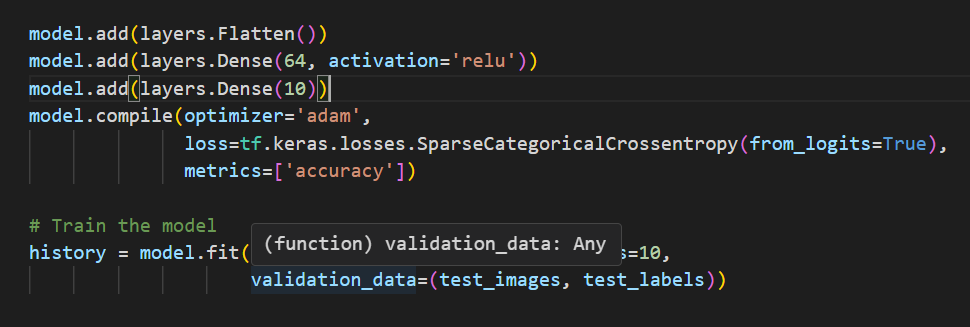 model.add(layers.Flatten())
model.add(layers.Dense(64, activation='relu'))
model.add(layers.Dense(10))
model.compile(optimizer='adam',
loss=tf.keras.losses.SparseCategoricalCrossentropy(from_logits=True),
metrics=['accuracy'])
# Train the model
(function) validation_data: Any
history = model.fit( =10,
validation_data=(test_images, test_labels))